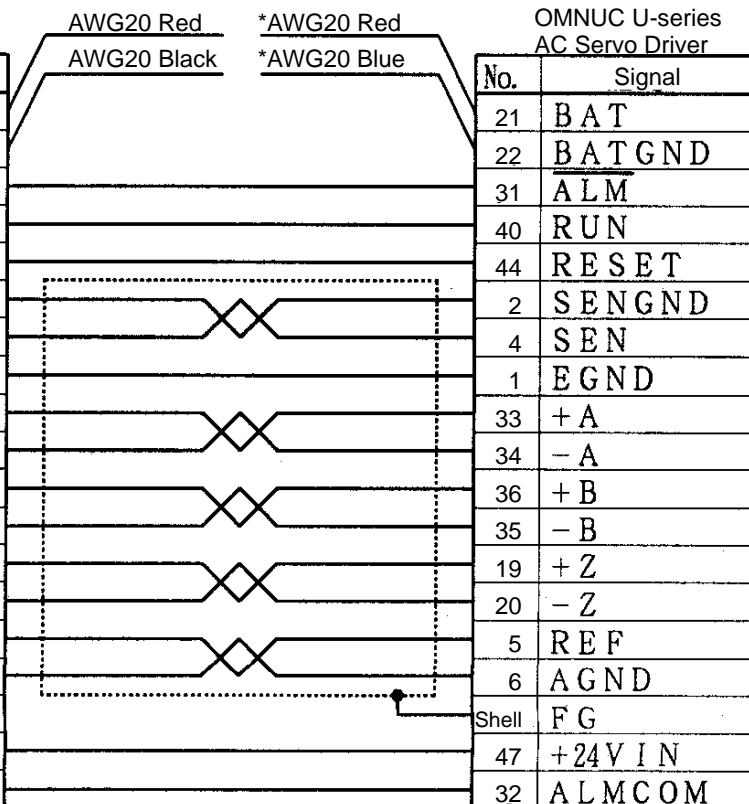 AWG20 Red *AWG20 Red OMNUC U-series
AWG20 Black *AWG20 Blue AC Servo Driver
No. Signal
21 BAT
22 BATGND
31 ALM
40 RUN
44 RESET
2 SENGND
4 SEN
1 EGND
33 +A
34 -A
36 +B
35 -B
19 +Z
20 -Z
5 REF
6 AGND
Shell FG
47 +24VIN
32 ALMCOM